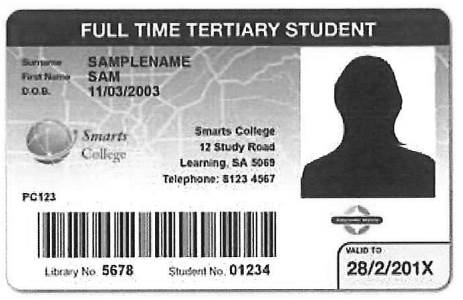 FULL TIME TERTIARY STUDENT
Surname SAMPLENAME
First Name SAM
D.O.B. 11/03/2003
Smarts
College
Smarts College
12 Study Road
Learning, SA 5069
Telephone: 8123 4567
PC123
Library No. 5678 Student No. 01234
VALID TO
28/2/201X